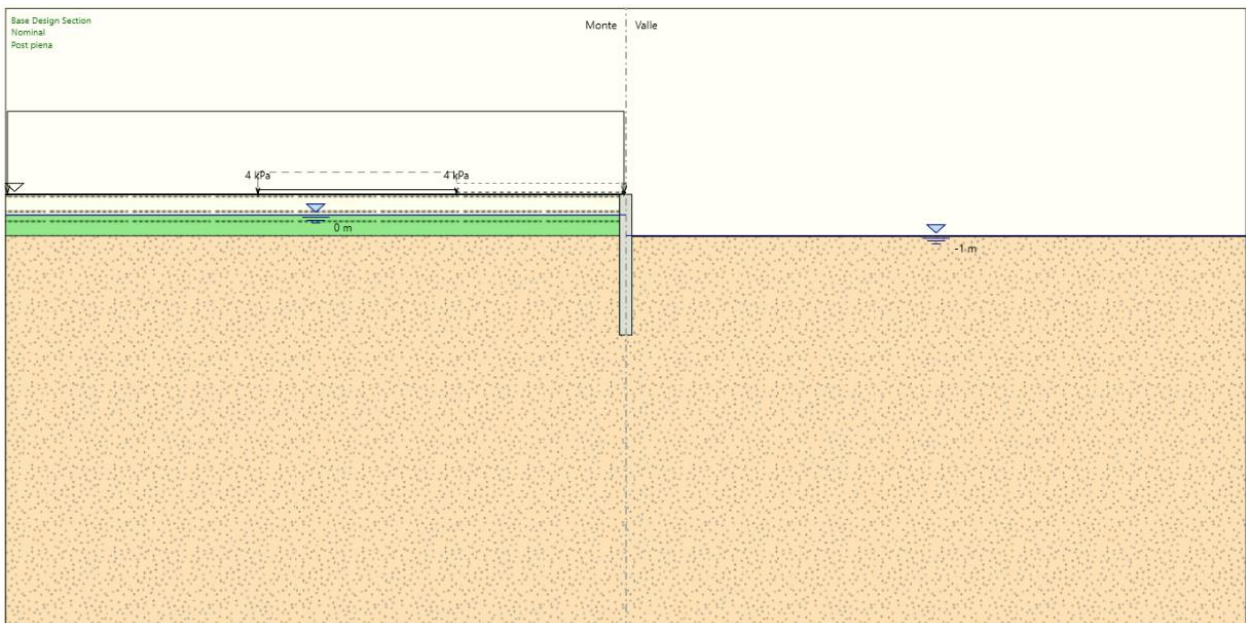 Base Design Section
Nominal
Post piena
Monte
Valle
4 kPa
4 kPa
0 m
-1 m